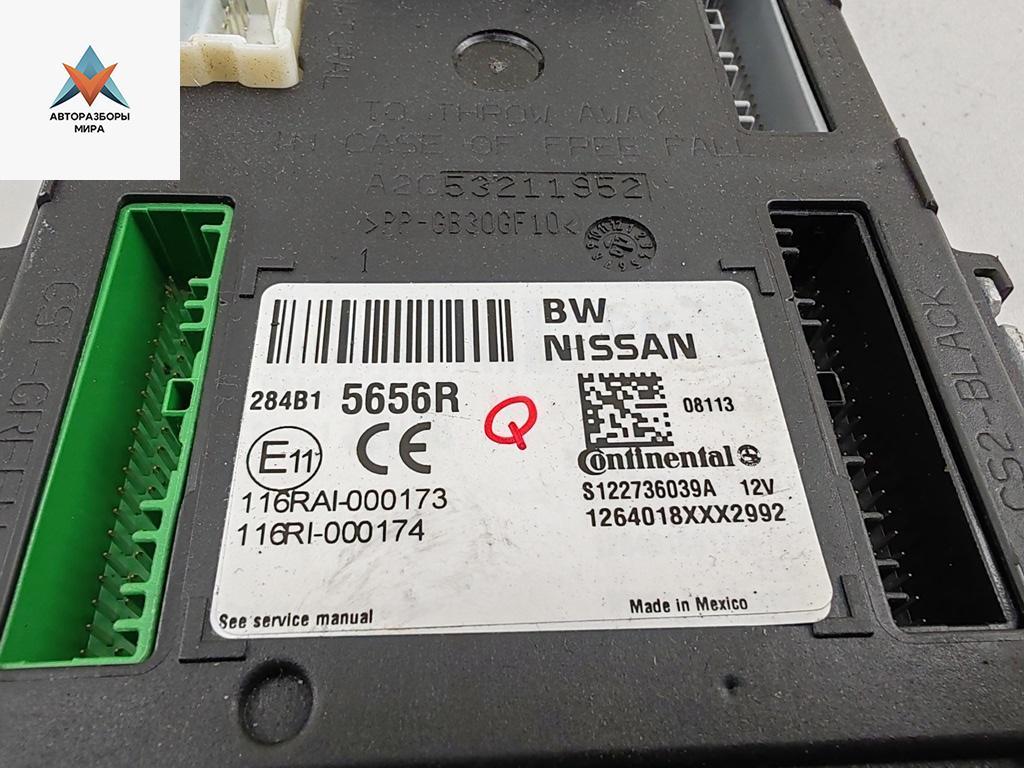 АВТОРАЗБОРЫ
МИРА
TO THROW AWAY
IN CASE OF FREE FALL
A2C53211952
>PP-GB30GF10<
1
BW
NISSAN
284B1 5656R
Q
08113
E11
CE
Continental
116RAI-000173
S122736039A 12V
116RI-000174
1264018XXX2992
See service manual
Made in Mexico
CS2-BLACK